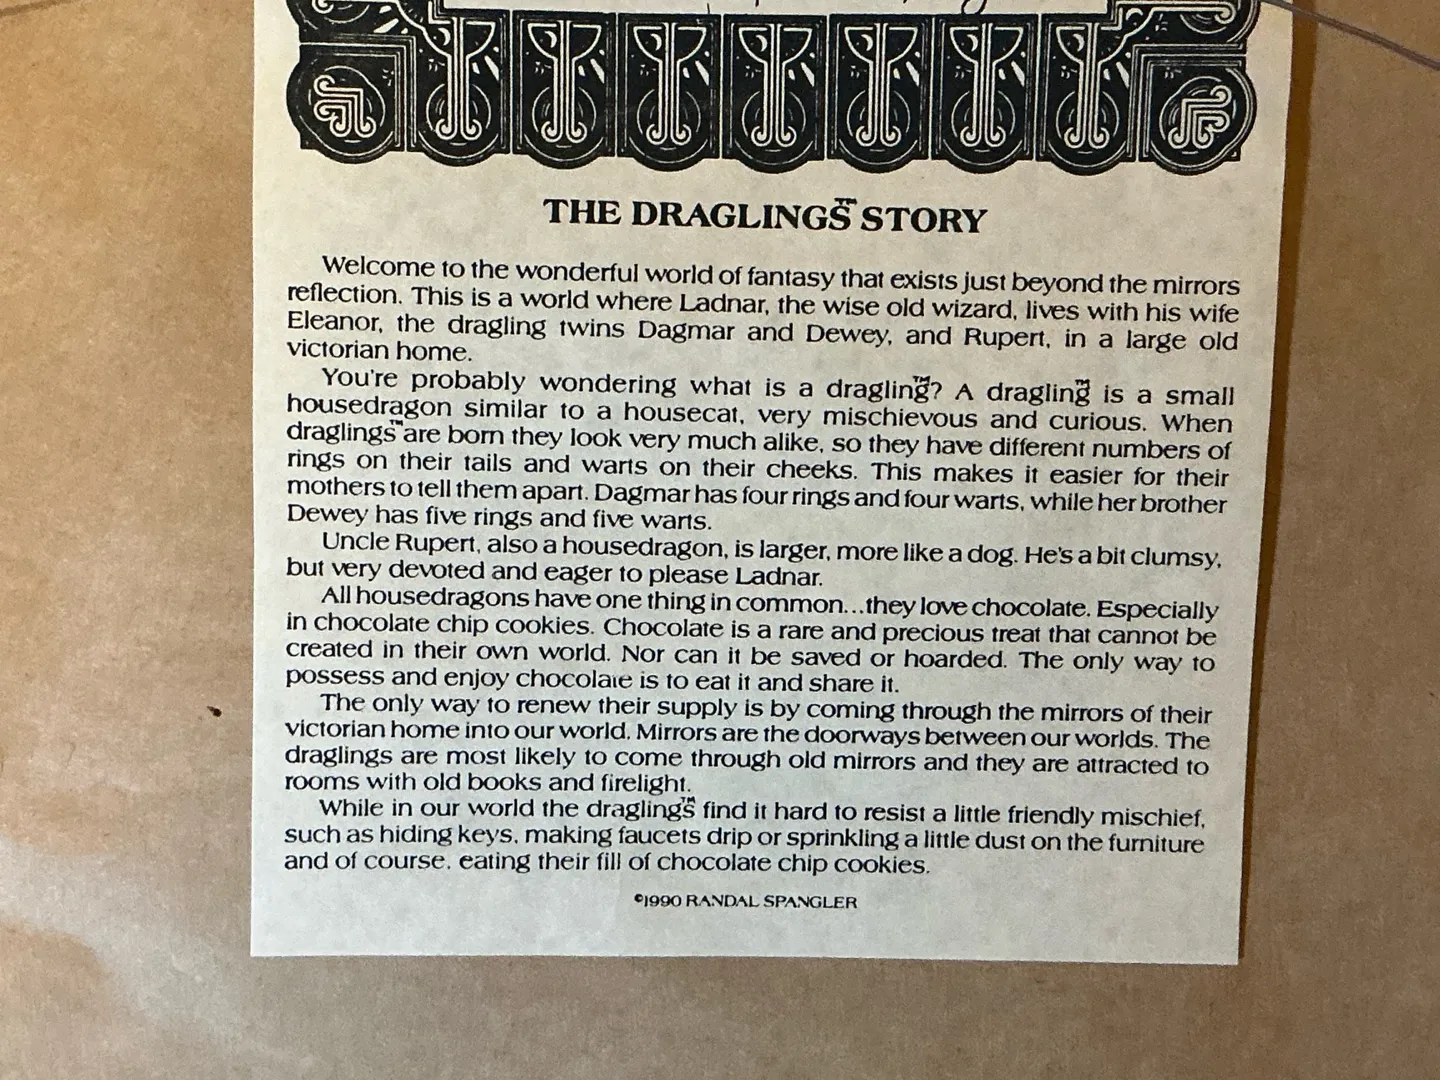 THE DRAGLINGS™ STORY
Welcome to the wonderful world of fantasy that exists just beyond the mirrors
reflection. This is a world where Ladnar, the wise old wizard, lives with his wife
Eleanor, the dragling twins Dagmar and Dewey, and Rupert, in a large old
victorian home.
You're probably wondering what is a dragling™? A dragling™ is a small
housedragon similar to a housecat, very mischievous and curious. When
draglings™ are born they look very much alike, so they have different numbers of
rings on their tails and warts on their cheeks. This makes it easier for their
mothers to tell them apart. Dagmar has four rings and four warts, while her brother
Dewey has five rings and five warts.
Uncle Rupert, also a housedragon, is larger, more like a dog. He's a bit clumsy,
but very devoted and eager to please Ladnar.
All housedragons have one thing in common...they love chocolate. Especially
in chocolate chip cookies. Chocolate is a rare and precious treat that cannot be
created in their own world. Nor can it be saved or hoarded. The only way to
possess and enjoy chocolate is to eat it and share it.
The only way to renew their supply is by coming through the mirrors of their
victorian home into our world. Mirrors are the doorways between our worlds. The
draglings are most likely to come through old mirrors and they are attracted to
rooms with old books and firelight.
While in our world the draglings™ find it hard to resist a little friendly mischief,
such as hiding keys, making faucets drip or sprinkling a little dust on the furniture
and of course, eating their fill of chocolate chip cookies.
©1990 RANDAL SPANGLER